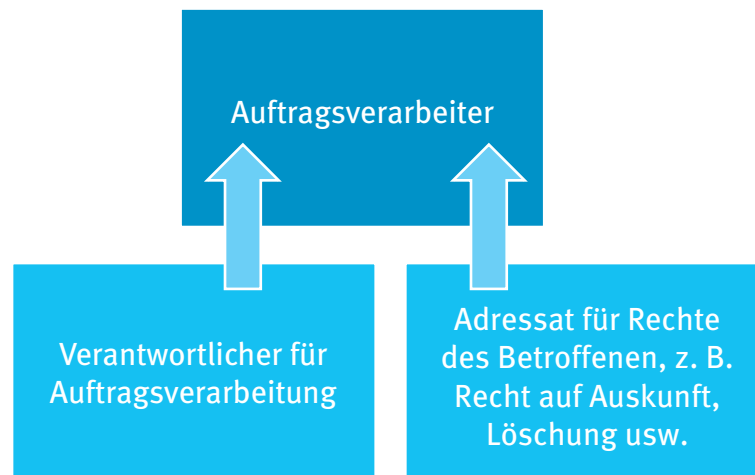 Auftragsverarbeiter
Verantwortlicher für
Auftragsverarbeitung
Adressat für Rechte
des Betroffenen, z. B.
Recht auf Auskunft,
Löschung usw.